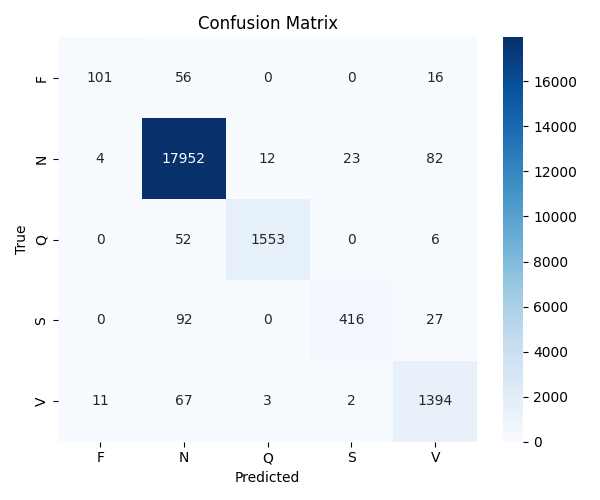 Confusion Matrix
F 101 56 0 0 16
N 4 17952 12 23 82
Q 0 52 1553 0 6
S 0 92 0 416 27
V 11 67 3 2 1394
F N Q S V
Predicted
True
16000
14000
12000
10000
8000
6000
4000
2000
0